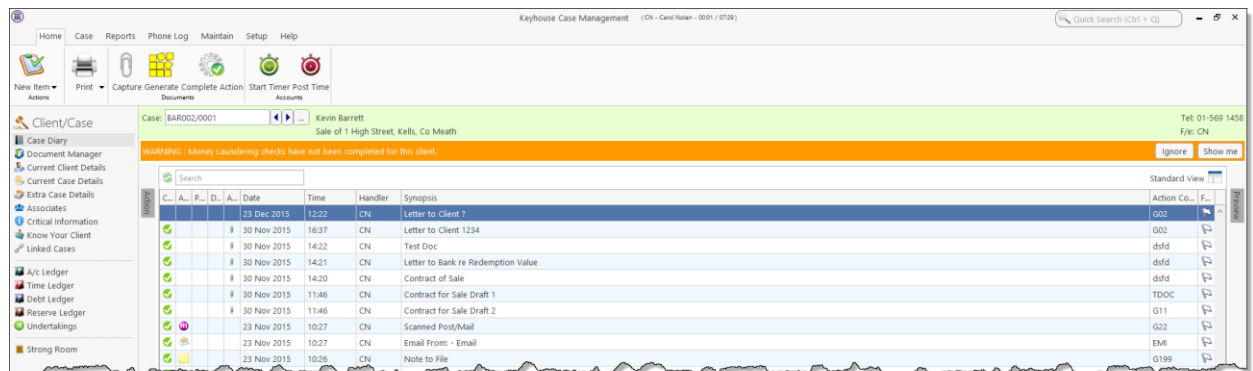 Keyhouse Case Management (CN - Carol Nolan - 0001 / 0729)
Quick Search (Ctrl + Q)
Home Case Reports Phone Log Maintain Setup Help
New Item Print Capture Generate Complete Action Start Timer Post Time
Actions Documents Accounts
Client/Case
Case Diary
Document Manager
Current Client Details
Current Case Details
Extra Case Details
Associates
Critical Information
Know Your Client
Linked Cases
A/c Ledger
Time Ledger
Debt Ledger
Reserve Ledger
Undertakings
Strong Room
Case: BAR002/0001 ... Kevin Barrett Tel: 01-569 1458
Sale of 1 High Street, Kells, Co Meath F/e: CN
WARNING : Money Laundering checks have not been completed for this client. Ignore Show me
Search Standard View
Action
Preview
C... A... P... D... A... Date Time Handler Synopsis Action Co... F...
23 Dec 2015 12:22 CN Letter to Client ? G02
30 Nov 2015 16:37 CN Letter to Client 1234 G02
30 Nov 2015 14:22 CN Test Doc dsfd
30 Nov 2015 14:21 CN Letter to Bank re Redemption Value dsfd
30 Nov 2015 14:20 CN Contract of Sale dsfd
30 Nov 2015 11:46 CN Contract for Sale Draft 1 TDOC
30 Nov 2015 11:46 CN Contract for Sale Draft 2 G11
23 Nov 2015 10:27 CN Scanned Post/Mail G22
23 Nov 2015 10:27 CN Email From: - Email EMI
23 Nov 2015 10:26 CN Note to File G199